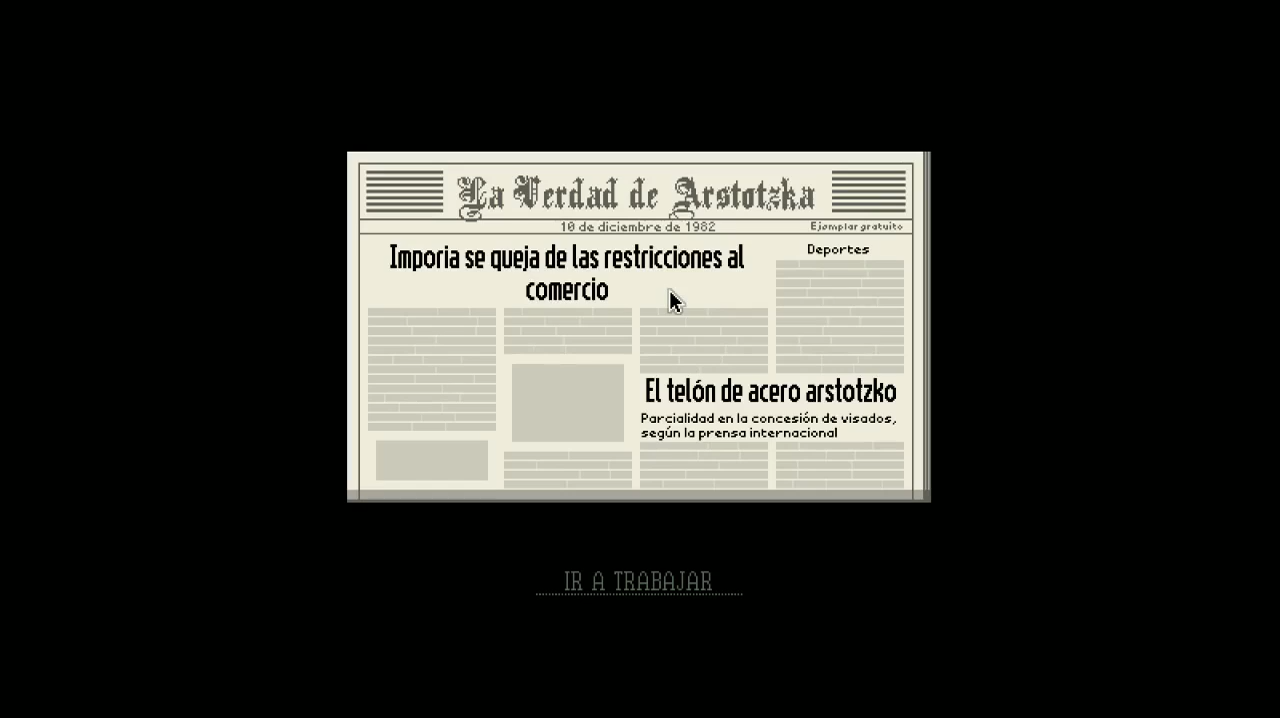 La Verdad de Arstotzka
10 de diciembre de 1982
Ejemplar gratuito
Imporia se queja de las restricciones al
comercio
Deportes
El telón de acero arstotzko
Parcialidad en la concesión de visados,
según la prensa internacional
IR A TRABAJAR